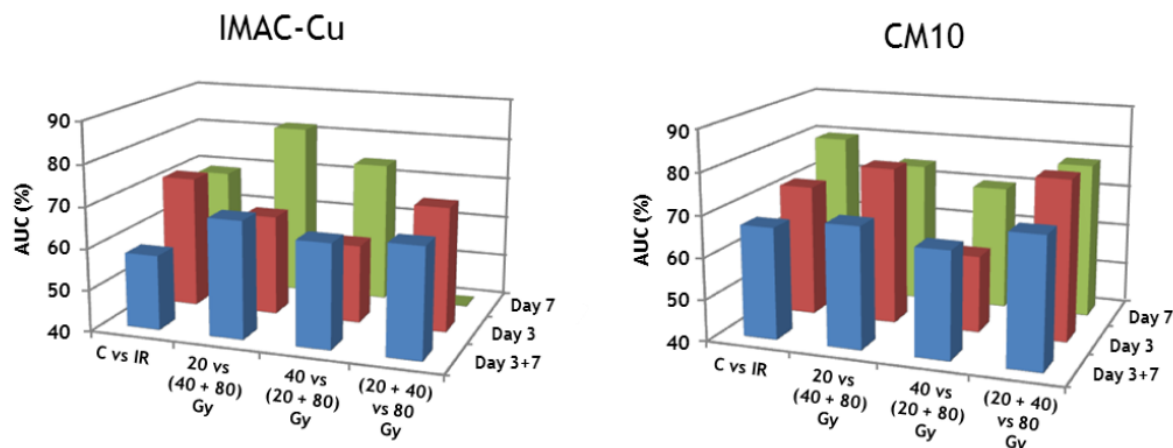 IMAC-Cu
AUC (%)
90
80
70
60
50
40
C vs IR
20 vs
(40 + 80)
Gy
40 vs
(20 + 80)
Gy
(20 + 40)
vs 80
Gy
Day 7
Day 3
Day 3+7
CM10
AUC (%)
90
80
70
60
50
40
C vs IR
20 vs
(40 + 80)
Gy
40 vs
(20 + 80)
Gy
(20 + 40)
vs 80
Gy
Day 7
Day 3
Day 3+7